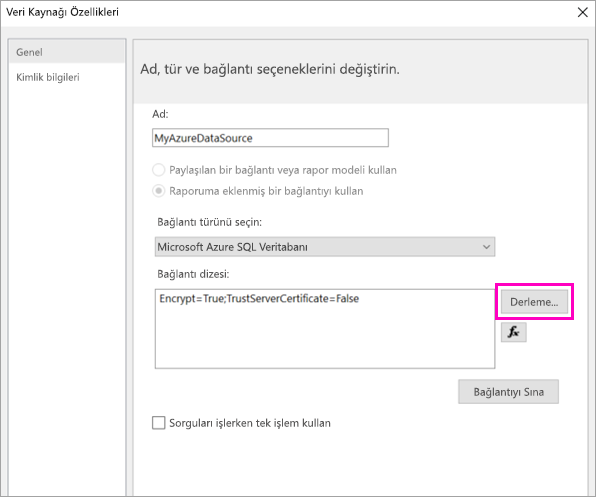 Veri Kaynağı Özellikleri
Genel
Kimlik bilgileri
Ad, tür ve bağlantı seçeneklerini değiştirin.
Ad:
MyAzureDataSource
Paylaşılan bir bağlantı veya rapor modeli kullan
Raporuma eklenmiş bir bağlantıyı kullan
Bağlantı türünü seçin:
Microsoft Azure SQL Veritabanı
Bağlantı dizesi:
Encrypt=True;TrustServerCertificate=False
Derleme...
fx
Bağlantıyı Sına
Sorguları işlerken tek işlem kullan